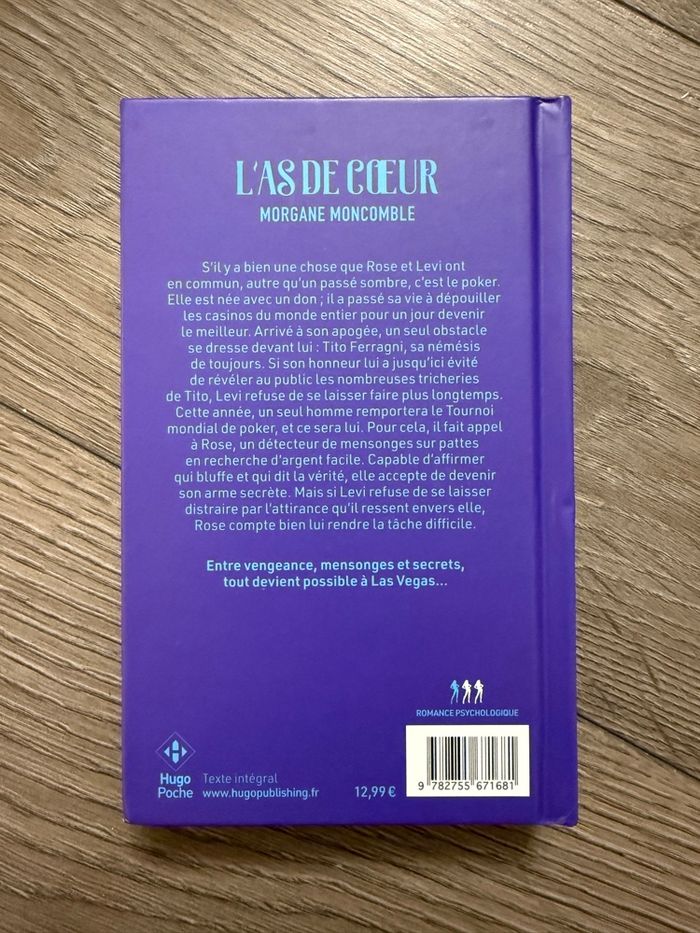 L'AS DE CŒUR
MORGANE MONCOMBLE
S'il y a bien une chose que Rose et Levi ont
en commun, autre qu'un passé sombre, c'est le poker.
Elle est née avec un don ; il a passé sa vie à dépouiller
les casinos du monde entier pour un jour devenir
le meilleur. Arrivé à son apogée, un seul obstacle
se dresse devant lui : Tito Ferragni, sa némésis
de toujours. Si son honneur lui a jusqu'ici évité
de révéler au public les nombreuses tricheries
de Tito, Levi refuse de se laisser faire plus longtemps.
Cette année, un seul homme remportera le Tournoi
mondial de poker, et ce sera lui. Pour cela, il fait appel
à Rose, un détecteur de mensonges sur pattes
en recherche d'argent facile. Capable d'affirmer
qui bluffe et qui dit la vérité, elle accepte de devenir
son arme secrète. Mais si Levi refuse de se laisser
distraire par l'attirance qu'il ressent envers elle,
Rose compte bien lui rendre la tâche difficile.
Entre vengeance, mensonges et secrets,
tout devient possible à Las Vegas...
ROMANCE PSYCHOLOGIQUE
Hugo
Poche
Texte intégral
www.hugopublishing.fr
12,99 €
9 782755 671681